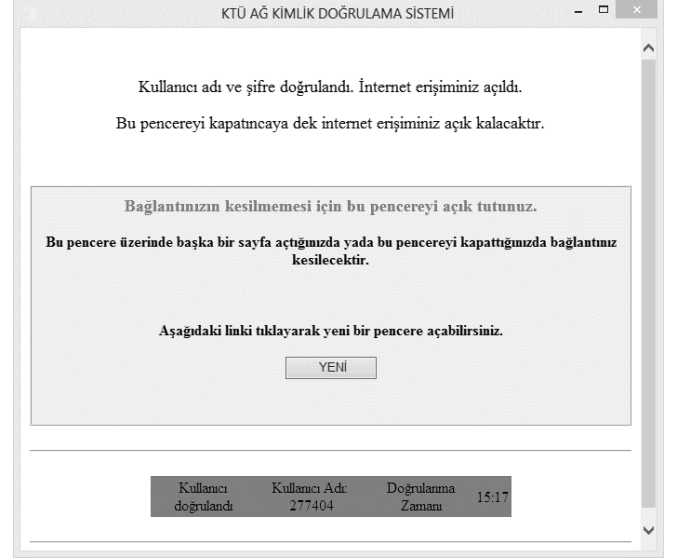 KTÜ AĞ KİMLİK DOĞRULAMA SİSTEMİ
Kullanıcı adı ve şifre doğrulandı. İnternet erişiminiz açıldı.
Bu pencereyi kapatıncaya dek internet erişiminiz açık kalacaktır.
Bağlantınızın kesilmemesi için bu pencereyi açık tutunuz.
Bu pencere üzerinde başka bir sayfa açtığınızda yada bu pencereyi kapattığınızda bağlantınız
kesilecektir.
Aşağıdaki linki tıklayarak yeni bir pencere açabilirsiniz.
YENİ
Kullanıcı doğrulandı
Kullanıcı Adı: 277404
Doğrulanma Zamanı
15:17